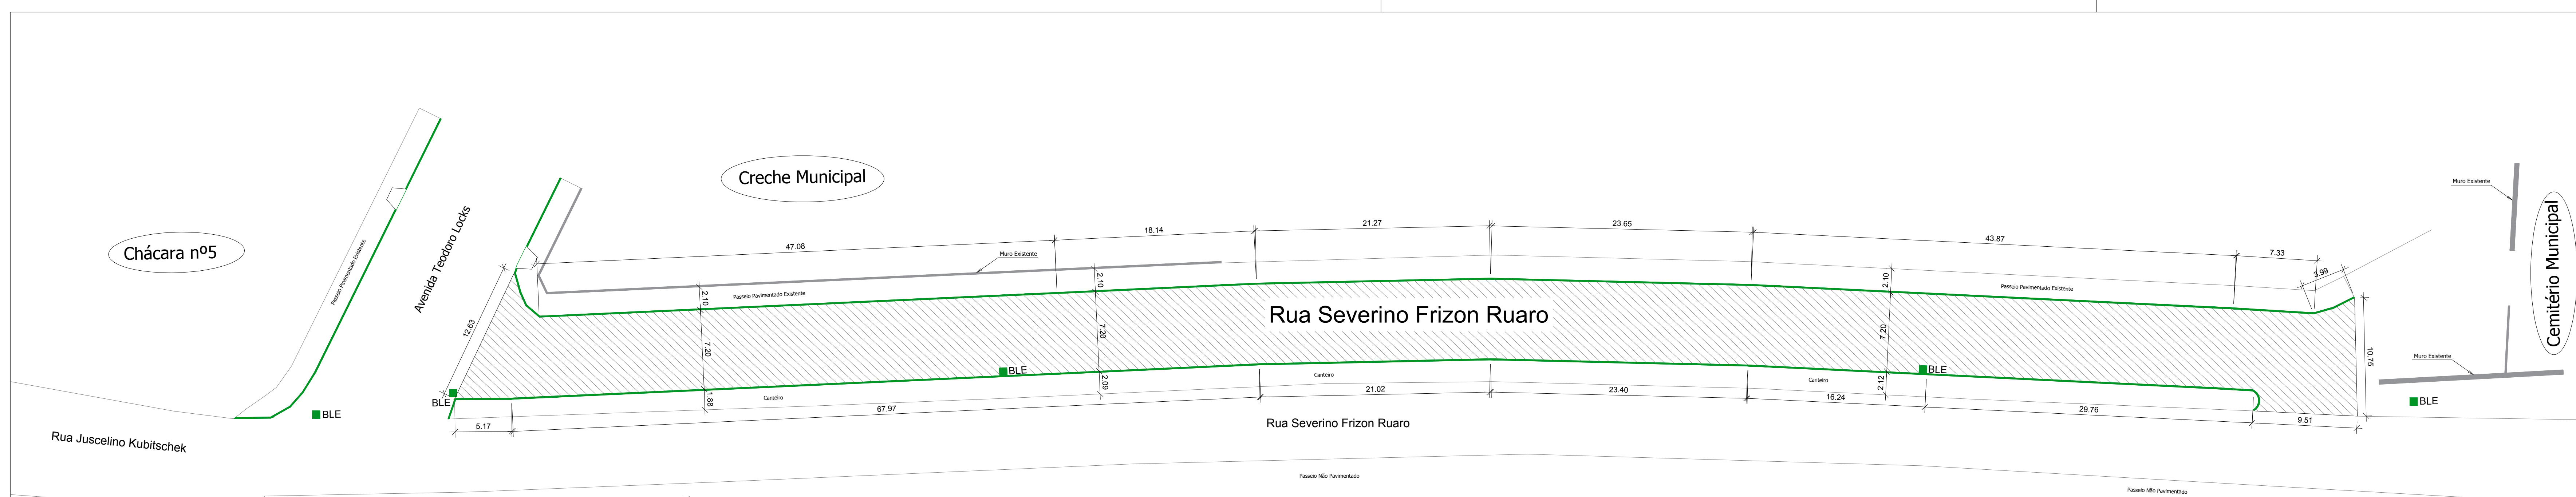 Chácara nº5
Passeio Pavimentado Existente
Avenida Teodoro Locks
Rua Juscelino Kubitschek
BLE
BLE
12.63
5.17
Creche Municipal
47.08
18.14
21.27
23.65
43.87
7.33
3.99
Muro Existente
Passeio Pavimentado Existente
2.10
7.20
1.88
2.10
7.20
2.09
2.10
7.20
2.12
Rua Severino Frizon Ruaro
Passeio Pavimentado Existente
BLE
BLE
Canteiro
Canteiro
Canteiro
67.97
21.02
23.40
16.24
29.76
9.51
10.75
Rua Severino Frizon Ruaro
Passeio Não Pavimentado
Passeio Não Pavimentado
Muro Existente
Muro Existente
BLE
Cemitério Municipal